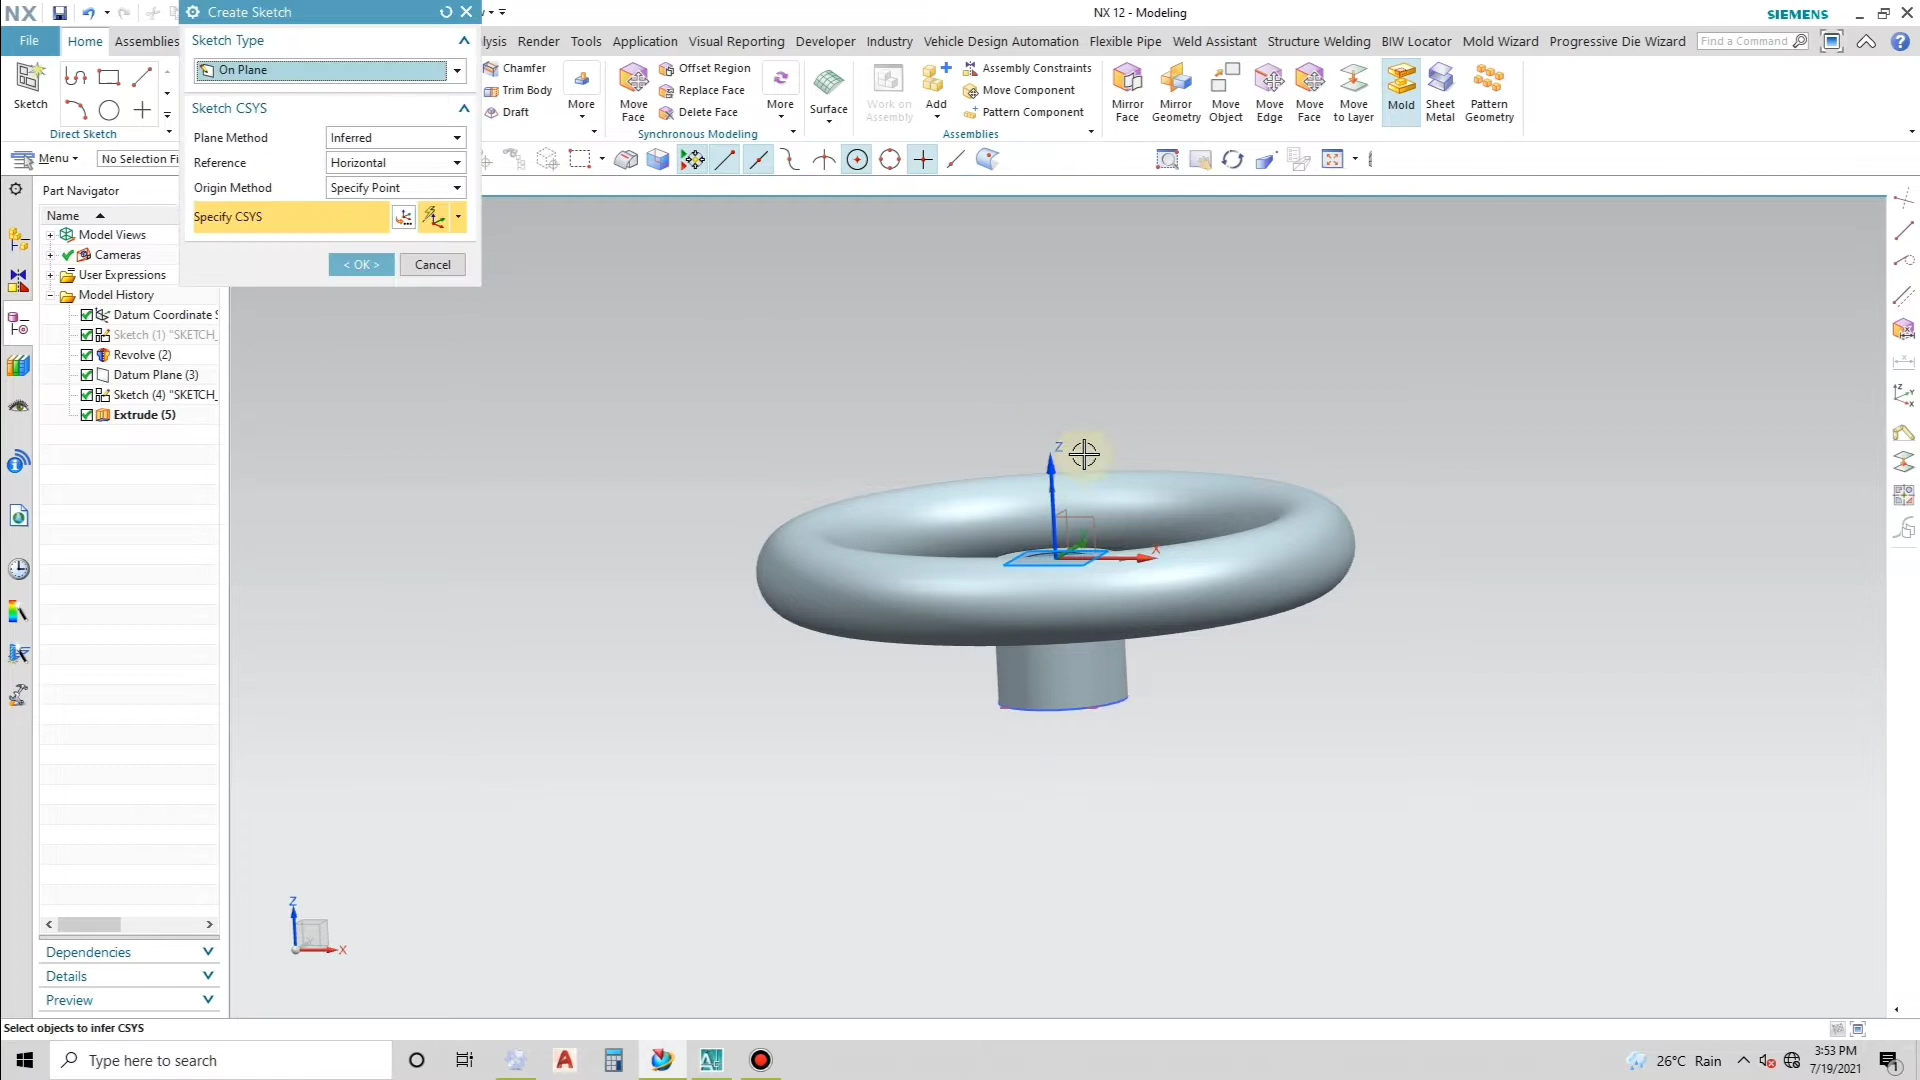 NX
Create Sketch
NX 12 - Modeling
SIEMENS
File
Home
Assemblies
Render
Tools
Application
Visual Reporting
Developer
Industry
Vehicle Design Automation
Flexible Pipe
Weld Assistant
Structure Welding
BIW Locator
Mold Wizard
Progressive Die Wizard
Find a Command
Sketch
Direct Sketch
Sketch Type
On Plane
Sketch CSYS
Plane Method
Inferred
Reference
Horizontal
Origin Method
Specify Point
Specify CSYS
< OK >
Cancel
Chamfer
Trim Body
Draft
More
Move Face
Offset Region
Replace Face
Delete Face
More
Synchronous Modeling
Surface
Work on Assembly
Add
Assembly Constraints
Move Component
Pattern Component
Assemblies
Mirror Face
Mirror Geometry
Move Object
Move Edge
Move Face
Move to Layer
Mold
Sheet Metal
Pattern Geometry
Menu
No Selection Fi
Part Navigator
Name
Model Views
Cameras
User Expressions
Model History
Datum Coordinate S
Sketch (1) "SKETCH_
Revolve (2)
Datum Plane (3)
Sketch (4) "SKETCH_
Extrude (5)
Z
X
Z
X
Dependencies
Details
Preview
Select objects to infer CSYS
Type here to search
26°C Rain
3:53 PM
7/19/2021